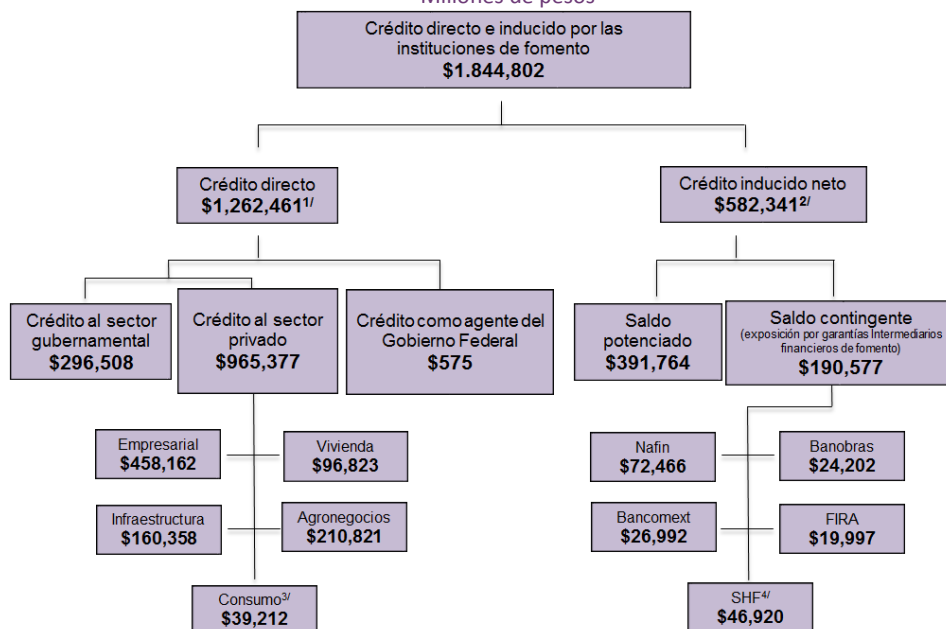 Millones de pesos
Crédito directo e inducido por las
instituciones de fomento
$1.844,802
Crédito directo
$1,262,461 1/
Crédito inducido neto
$582,341 2/
Crédito al sector
gubernamental
$296,508
Crédito al sector
privado
$965,377
Crédito como agente del
Gobierno Federal
$575
Saldo
potenciado
$391,764
Saldo contingente
(exposición por garantías Intermediarios
financieros de fomento)
$190,577
Empresarial
$458,162
Vivienda
$96,823
Nafin
$72,466
Banobras
$24,202
Infraestructura
$160,358
Agronegocios
$210,821
Bancomext
$26,992
FIRA
$19,997
Consumo 3/
$39,212
SHF 4/
$46,920